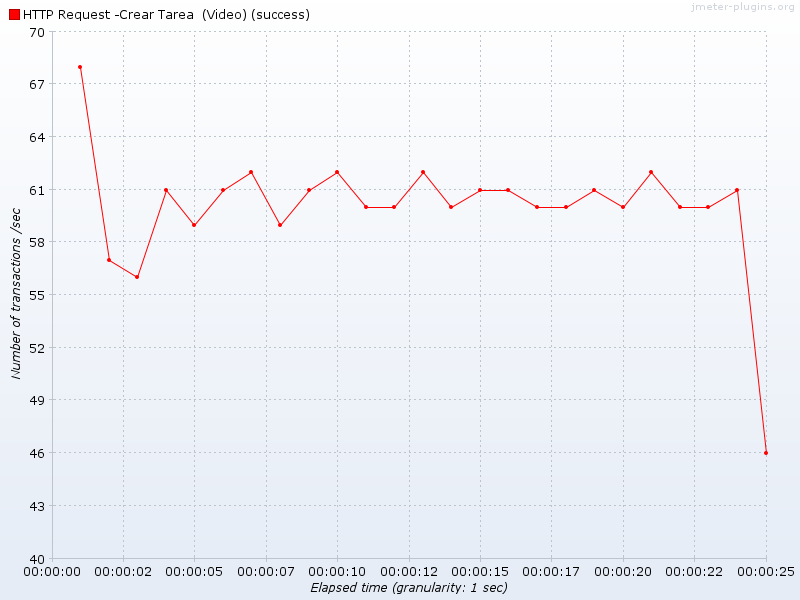 jmeter-plugins.org
HTTP Request -Crear Tarea  (Video) (success)
70
67
64
61
58
55
52
49
46
43
40
Number of transactions /sec
00:00:00 00:00:02 00:00:05 00:00:07 00:00:10 00:00:12 00:00:15 00:00:17 00:00:20 00:00:22 00:00:25
Elapsed time (granularity: 1 sec)